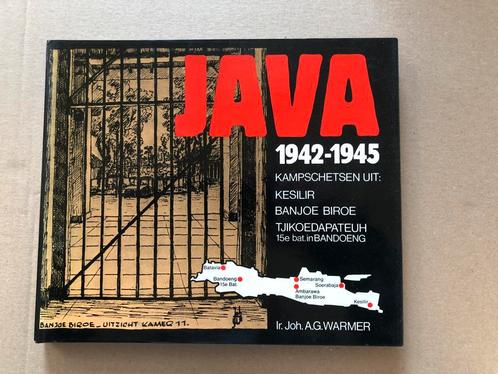 JAVA
1942-1945
KAMPSCHETSEN UIT:
KESILIR
BANJOE BIROE
TJIKOEDAPATEUH
15e bat. in BANDOENG
Batavia
Bandoeng
15e Bat.
Semarang
Soerabaja
Ambarawa
Banjoe Biroe
Kesilir
BANJOE BIROE - UITZICHT KAMER 11.
Ir. Joh. A.G. WARMER